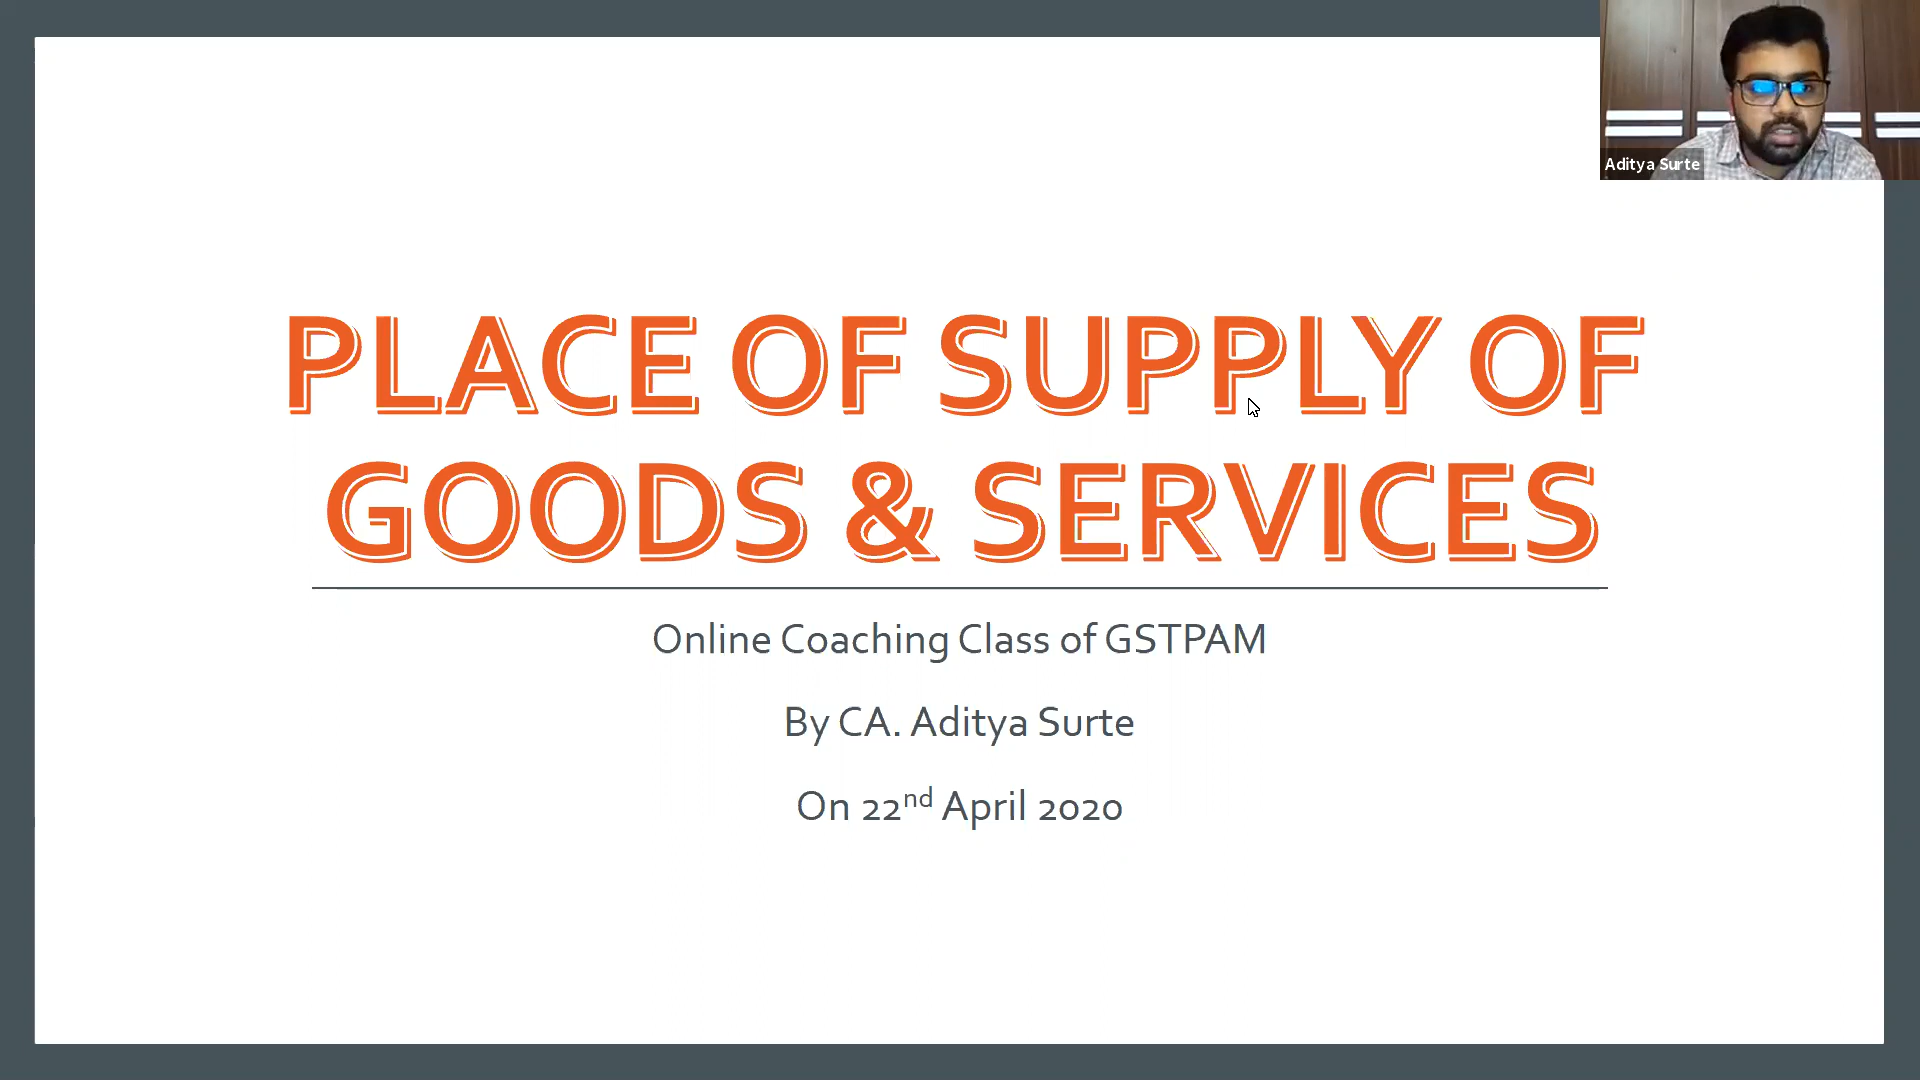 Aditya Surte
PLACE OF SUPPLY OF
GOODS & SERVICES
Online Coaching Class of GSTPAM
By CA. Aditya Surte
On 22nd April 2020